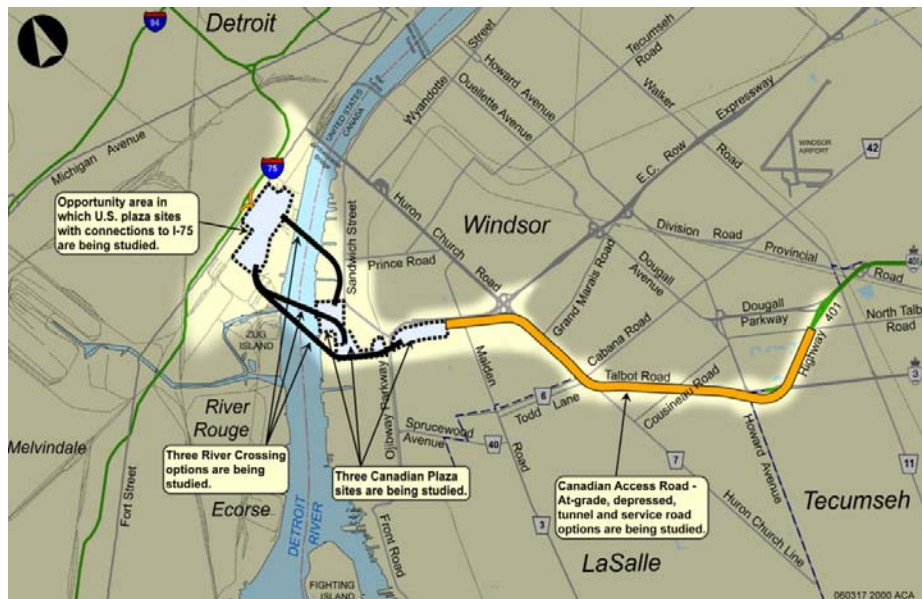 94
Detroit
Michigan Avenue
UNITED STATES
CANADA
Wyandotte
Street
Howard Avenue
Ouellette Avenue
Tecumseh
Road
Walker
Road
E.C. Row Expressway
WINDSOR
AIRPORT
42
75
Opportunity area in
which U.S. plaza sites
with connections to I-75
are being studied.
Sandwich Street
Huron
Church
Road
Windsor
Prince Road
Grand Marais Road
Dougall
Avenue
Division Road
Provincial
Road
401
Dougall
Parkway
North Talbot
Road
Highway 401
3
ZUG
ISLAND
Ojibway Parkway
Malden
Road
Cabana Road
Talbot Road
Cousineau Road
6
Todd Lane
Howard Avenue
River
Rouge
Melvindale
Fort Street
Three River Crossing
options are being
studied.
Sprucewood
Avenue
40
Three Canadian Plaza
sites are being studied.
7
Canadian Access Road -
At-grade, depressed,
tunnel and service road
options are being studied.
11
Tecumseh
Ecorse
DETROIT
RIVER
Front Road
3
Huron Church Line
LaSalle
FIGHTING
ISLAND
060317 2000 ACA